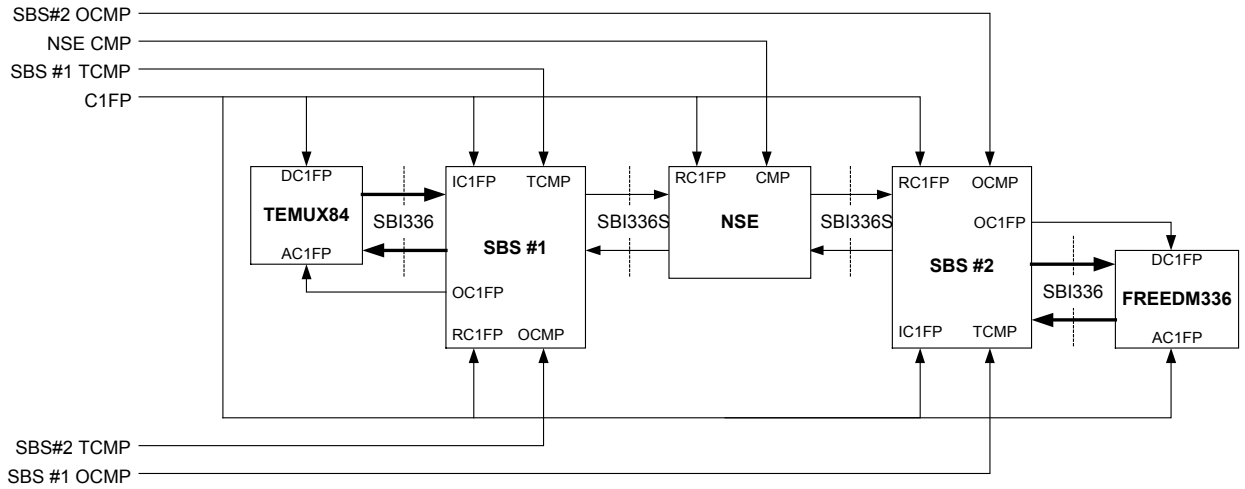 SBS#2 OCMP
NSE CMP
SBS #1 TCMP
C1FP
DC1FP
TEMUX84
AC1FP
SBI336
IC1FP
TCMP
SBS #1
OC1FP
RC1FP
OCMP
SBI336S
RC1FP
CMP
NSE
SBI336S
RC1FP
OCMP
OC1FP
SBS #2
IC1FP
TCMP
SBI336
DC1FP
FREEDM336
AC1FP
SBS#2 TCMP
SBS #1 OCMP